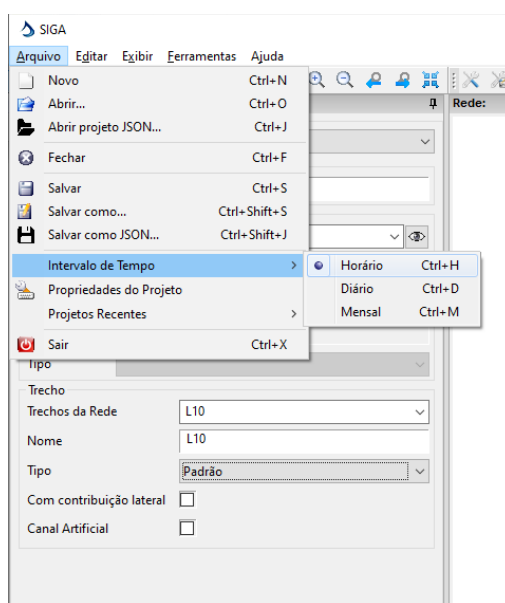 SIGA
Arquivo Editar Exibir Ferramentas Ajuda
Novo Ctrl+N
Abrir... Ctrl+O
Abrir projeto JSON... Ctrl+J
Fechar Ctrl+F
Salvar Ctrl+S
Salvar como... Ctrl+Shift+S
Salvar como JSON... Ctrl+Shift+J
Intervalo de Tempo
Propriedades do Projeto
Projetos Recentes
Sair Ctrl+X
Horário Ctrl+H
Diário Ctrl+D
Mensal Ctrl+M
Rede:
Tipo
Trecho
Trechos da Rede L10
Nome L10
Tipo Padrão
Com contribuição lateral
Canal Artificial